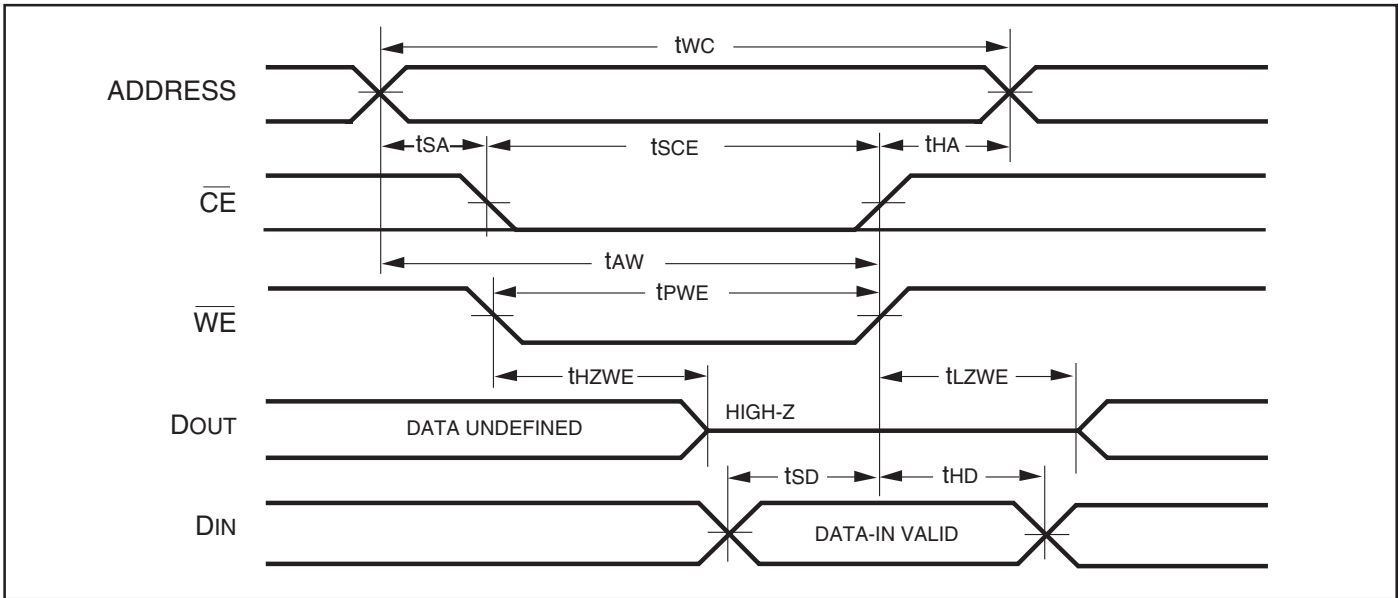 tWC
ADDRESS
tSA
tSCE
tHA
CE
tAW
tPWE
WE
tHZWE
tLZWE
DOUT
DATA UNDEFINED
HIGH-Z
tSD
tHD
DIN
DATA-IN VALID